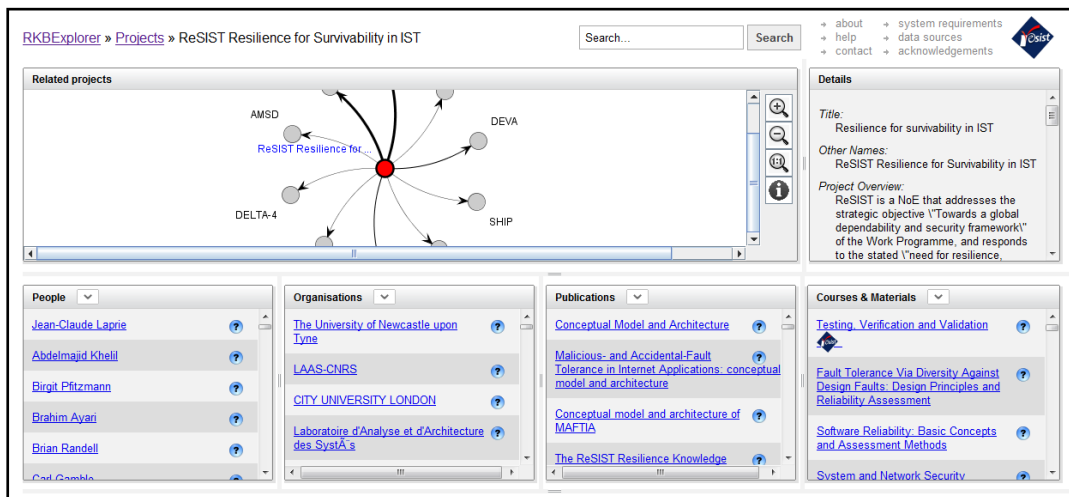 RKBExplorer » Projects » ReSIST Resilience for Survivability in IST
Search...
Search
about
help
contact
system requirements
data sources
acknowledgements
resist
Related projects
AMSD
ReSIST Resilience for ...
DEVA
DELTA-4
SHIP
1:1
Details
Title:
Resilience for survivability in IST
Other Names:
ReSIST Resilience for Survivability in IST
Project Overview:
ReSIST is a NoE that addresses the
strategic objective \"Towards a global
dependability and security framework\"
of the Work Programme, and responds
to the stated \"need for resilience,
People
Jean-Claude Laprie
Abdelmajid Khelil
Birgit Pfitzmann
Brahim Ayari
Brian Randell
Carl Gamble
Organisations
The University of Newcastle upon
Tyne
LAAS-CNRS
CITY UNIVERSITY LONDON
Laboratoire d'Analyse et d'Architecture
des SystÃ¨s
Publications
Conceptual Model and Architecture
Malicious- and Accidental-Fault
Tolerance in Internet Applications: conceptual
model and architecture
Conceptual model and architecture of
MAFTIA
The ReSIST Resilience Knowledge
Courses & Materials
Testing, Verification and Validation
Fault Tolerance Via Diversity Against
Design Faults: Design Principles and
Reliability Assessment
Software Reliability: Basic Concepts
and Assessment Methods
System and Network Security